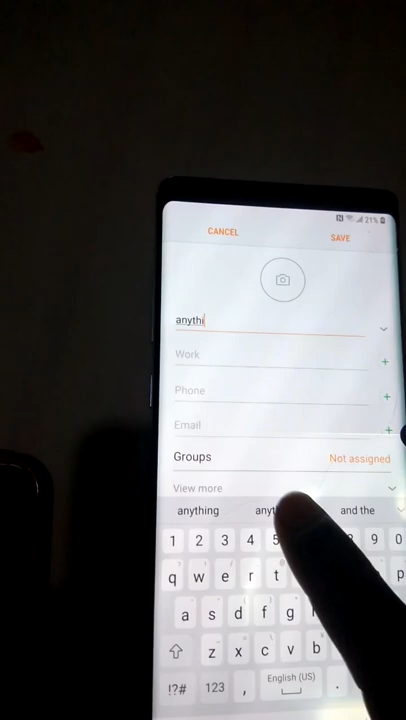 21%
CANCEL SAVE
anythi
Work
Phone
Email
Groups Not assigned
View more
anything and the
1 2 3 4 5 9 0
q w e r t p
a s d f g
z x c v b
!?# 123 , English (US) .